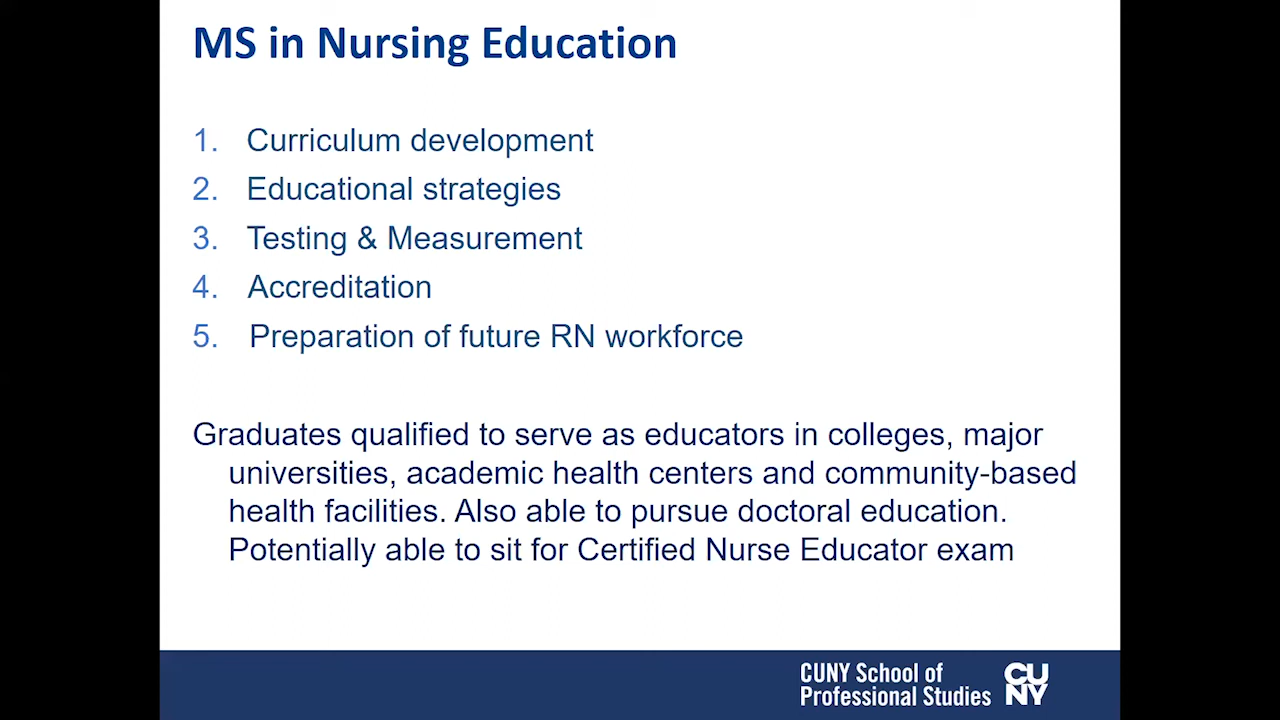 MS in Nursing Education
1. Curriculum development
2. Educational strategies
3. Testing & Measurement
4. Accreditation
5. Preparation of future RN workforce
Graduates qualified to serve as educators in colleges, major
universities, academic health centers and community-based
health facilities. Also able to pursue doctoral education.
Potentially able to sit for Certified Nurse Educator exam
CUNY School of
Professional Studies
CU
NY